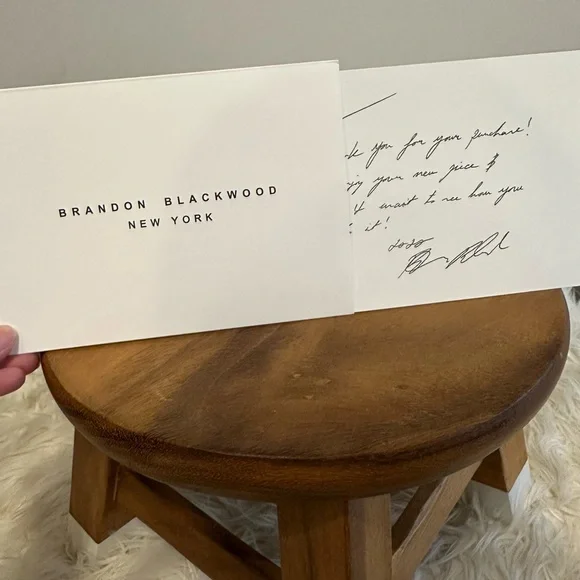 BRANDON BLACKWOOD
NEW YORK
you for your purchase!
your new piece &
want to see how you
it!
xoxo